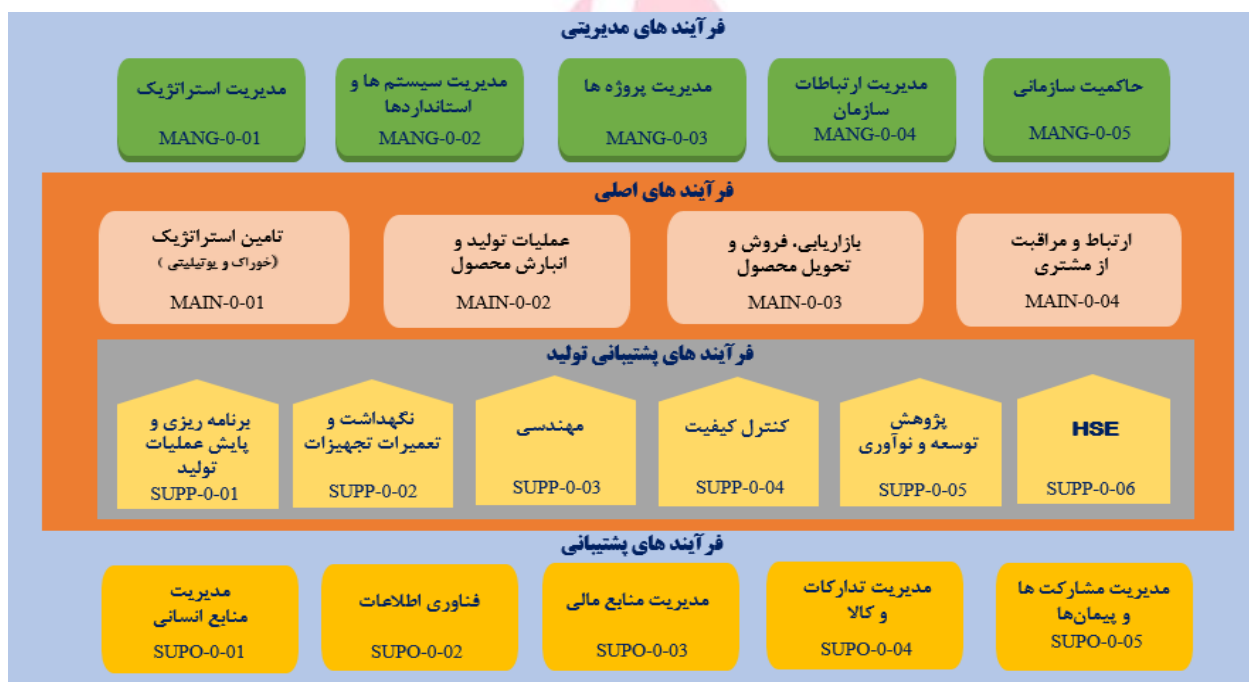 فرآیند های مدیریتی
مدیریت استراتژیک
MANG-0-01
مدیریت سیستم ها و
استانداردها
MANG-0-02
مدیریت پروژه ها
MANG-0-03
مدیریت ارتباطات
سازمان
MANG-0-04
حاکمیت سازمانی
MANG-0-05
فرآیند های اصلی
تامین استراتژیک
(خوراک و یوتیلیتی )
MAIN-0-01
عملیات تولید و
انبارش محصول
MAIN-0-02
بازاریابی، فروش و
تحویل محصول
MAIN-0-03
ارتباط و مراقبت
از مشتری
MAIN-0-04
فرآیند های پشتیبانی تولید
برنامه ریزی و
پایش عملیات
تولید
SUPP-0-01
نگهداشت و
تعمیرات تجهیزات
SUPP-0-02
مهندسی
SUPP-0-03
کنترل کیفیت
SUPP-0-04
پژوهش
توسعه و نوآوری
SUPP-0-05
HSE
SUPP-0-06
فرآیند های پشتیبانی
مدیریت
منابع انسانی
SUPO-0-01
فناوری اطلاعات
SUPO-0-02
مدیریت منابع مالی
SUPO-0-03
مدیریت تدارکات
و کالا
SUPO-0-04
مدیریت مشارکت ها
و پیمان‌ها
SUPO-0-05